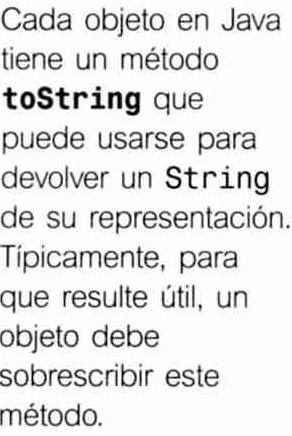 Cada objeto en Java
tiene un método
toString que
puede usarse para
devolver un String
de su representación.
Típicamente, para
que resulte útil, un
objeto debe
sobrescribir este
método.